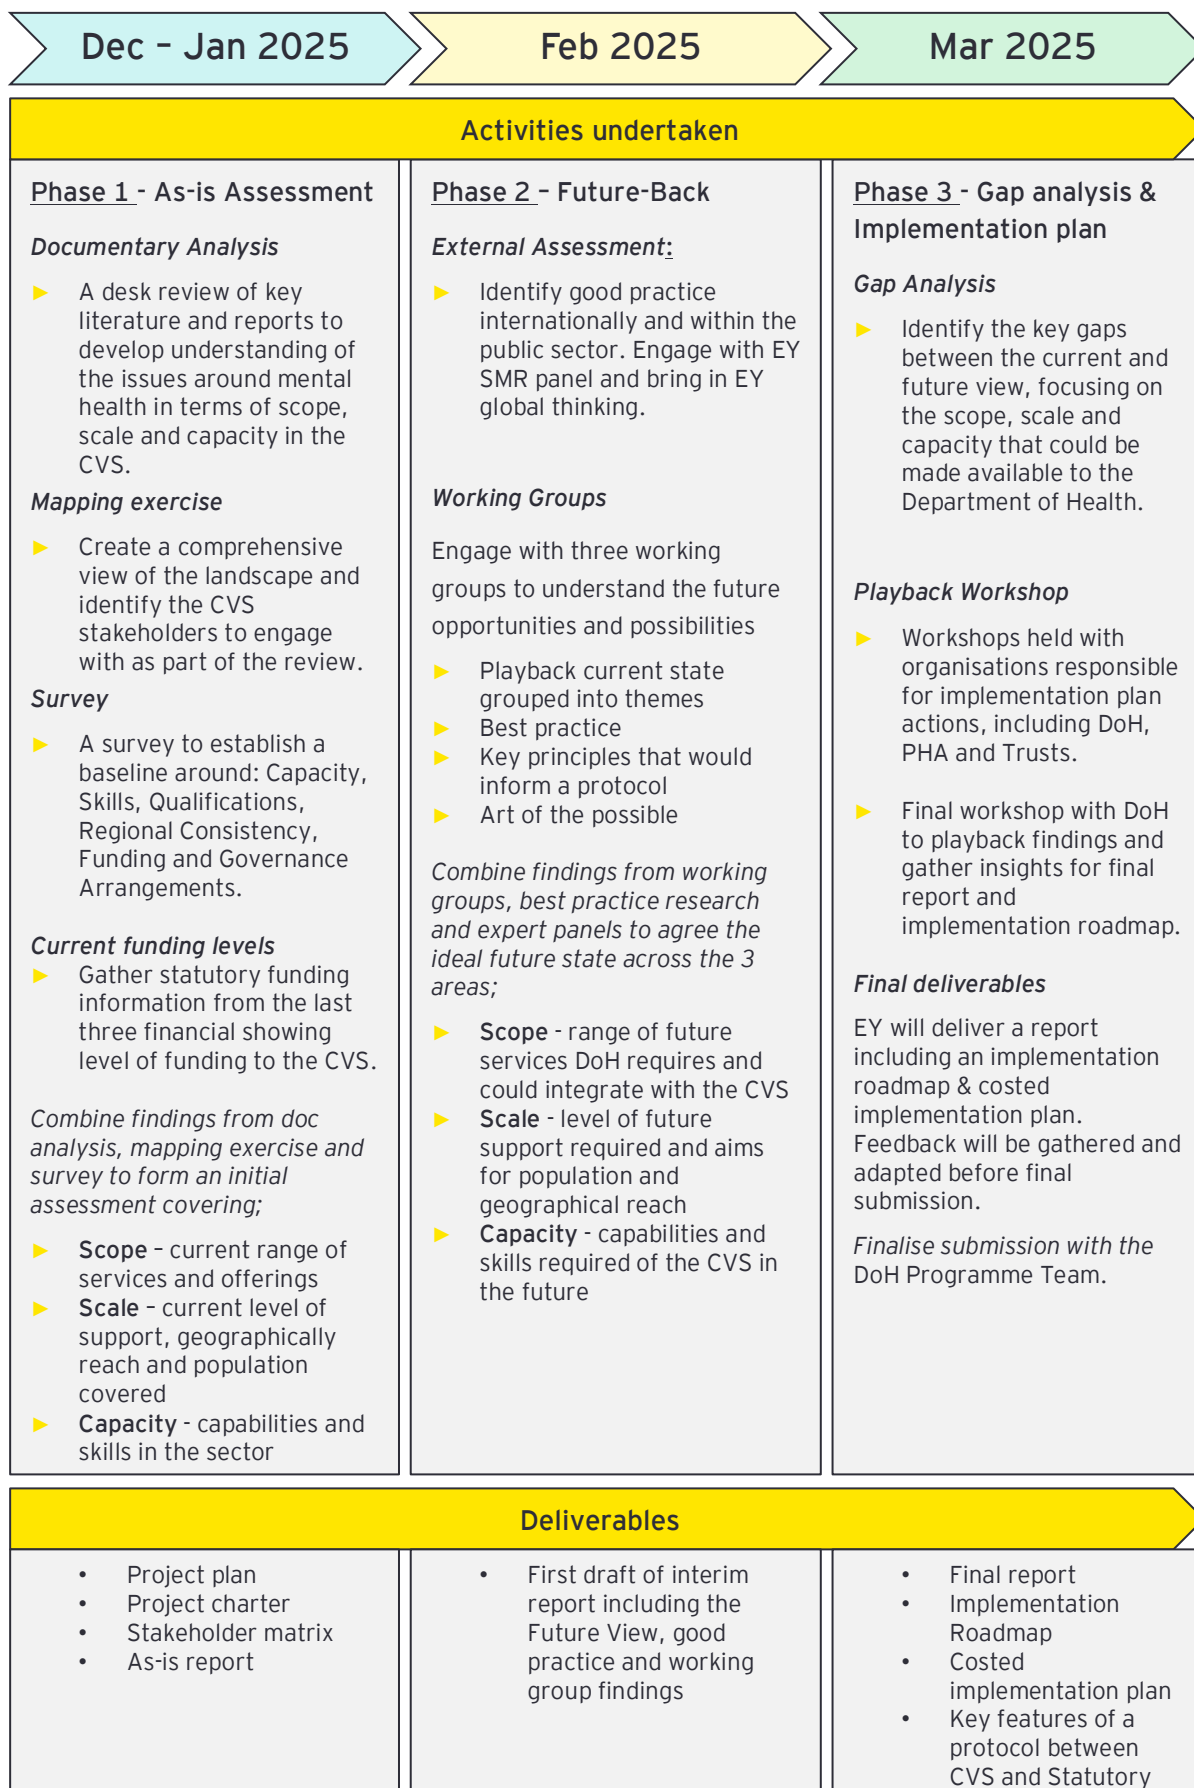 Dec – Jan 2025
Feb 2025
Mar 2025
Activities undertaken
Phase 1 - As-is Assessment
Documentary Analysis
► A desk review of key
literature and reports to
develop understanding of
the issues around mental
health in terms of scope,
scale and capacity in the
CVS.
Mapping exercise
► Create a comprehensive
view of the landscape and
identify the CVS
stakeholders to engage
with as part of the review.
Survey
► A survey to establish a
baseline around: Capacity,
Skills, Qualifications,
Regional Consistency,
Funding and Governance
Arrangements.
Current funding levels
► Gather statutory funding
information from the last
three financial showing
level of funding to the CVS.
Combine findings from doc
analysis, mapping exercise and
survey to form an initial
assessment covering;
► Scope – current range of
services and offerings
► Scale – current level of
support, geographically
reach and population
covered
► Capacity - capabilities and
skills in the sector
Phase 2 – Future-Back
External Assessment:
► Identify good practice
internationally and within the
public sector. Engage with EY
SMR panel and bring in EY
global thinking.
Working Groups
Engage with three working
groups to understand the future
opportunities and possibilities
► Playback current state
grouped into themes
► Best practice
► Key principles that would
inform a protocol
► Art of the possible
Combine findings from working
groups, best practice research
and expert panels to agree the
ideal future state across the 3
areas;
► Scope - range of future
services DoH requires and
could integrate with the CVS
► Scale - level of future
support required and aims
for population and
geographical reach
► Capacity - capabilities and
skills required of the CVS in
the future
Phase 3 - Gap analysis &
Implementation plan
Gap Analysis
► Identify the key gaps
between the current and
future view, focusing on
the scope, scale and
capacity that could be
made available to the
Department of Health.
Playback Workshop
► Workshops held with
organisations responsible
for implementation plan
actions, including DoH,
PHA and Trusts.
► Final workshop with DoH
to playback findings and
gather insights for final
report and
implementation roadmap.
Final deliverables
EY will deliver a report
including an implementation
roadmap & costed
implementation plan.
Feedback will be gathered and
adapted before final
submission.
Finalise submission with the
DoH Programme Team.
Deliverables
• Project plan
• Project charter
• Stakeholder matrix
• As-is report
• First draft of interim
report including the
Future View, good
practice and working
group findings
• Final report
• Implementation
Roadmap
• Costed
implementation plan
• Key features of a
protocol between
CVS and Statutory